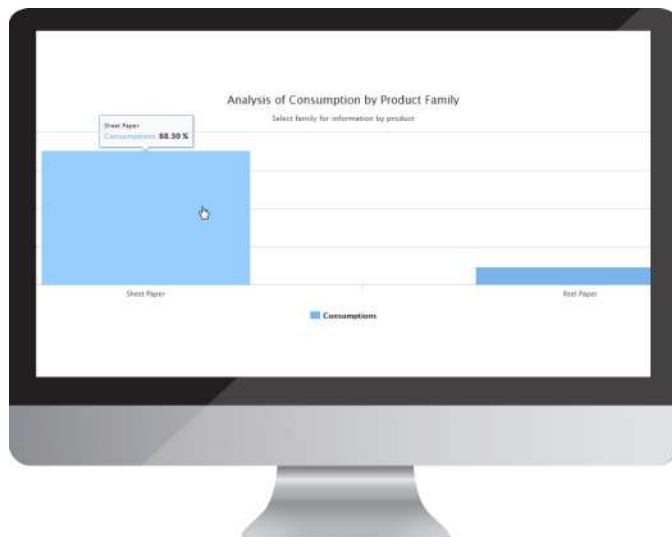 Analysis of Consumption by Product Family
Select family for information by product
Sheet Paper
Consumptions 88.30 %
Sheet Paper
Reel Paper
Consumptions